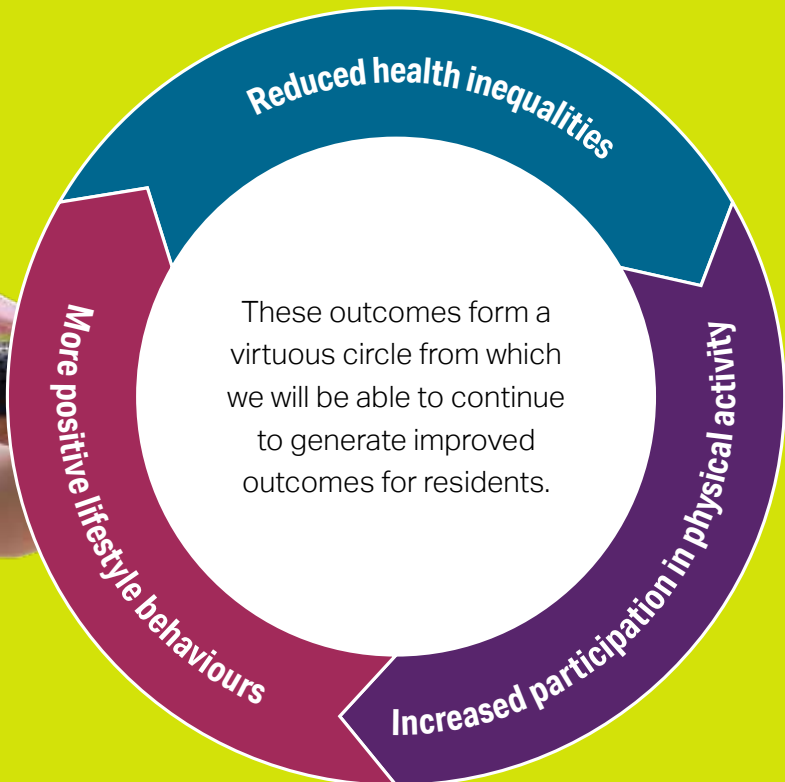 Reduced health inequalities
Increased participation in physical activity
More positive lifestyle behaviours
These outcomes form a
virtuous circle from which
we will be able to continue
to generate improved
outcomes for residents.